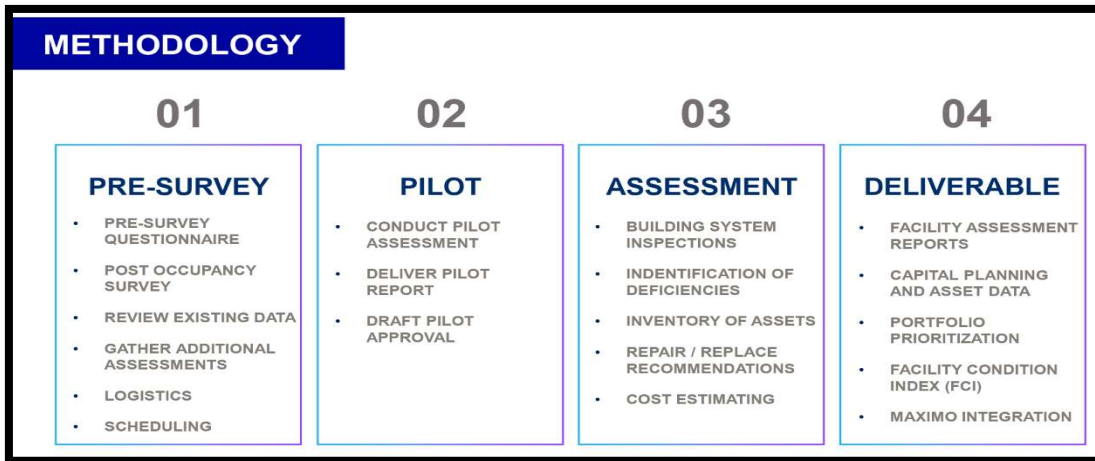 METHODOLOGY
01
PRE-SURVEY
• PRE-SURVEY
QUESTIONNAIRE
• POST OCCUPANCY
SURVEY
• REVIEW EXISTING DATA
• GATHER ADDITIONAL
ASSESSMENTS
• LOGISTICS
• SCHEDULING
02
PILOT
• CONDUCT PILOT
ASSESSMENT
• DELIVER PILOT
REPORT
• DRAFT PILOT
APPROVAL
03
ASSESSMENT
• BUILDING SYSTEM
INSPECTIONS
• INDENTIFICATION OF
DEFICIENCIES
• INVENTORY OF ASSETS
• REPAIR / REPLACE
RECOMMENDATIONS
• COST ESTIMATING
04
DELIVERABLE
• FACILITY ASSESSMENT
REPORTS
• CAPITAL PLANNING
AND ASSET DATA
• PORTFOLIO
PRIORITIZATION
• FACILITY CONDITION
INDEX (FCI)
• MAXIMO INTEGRATION